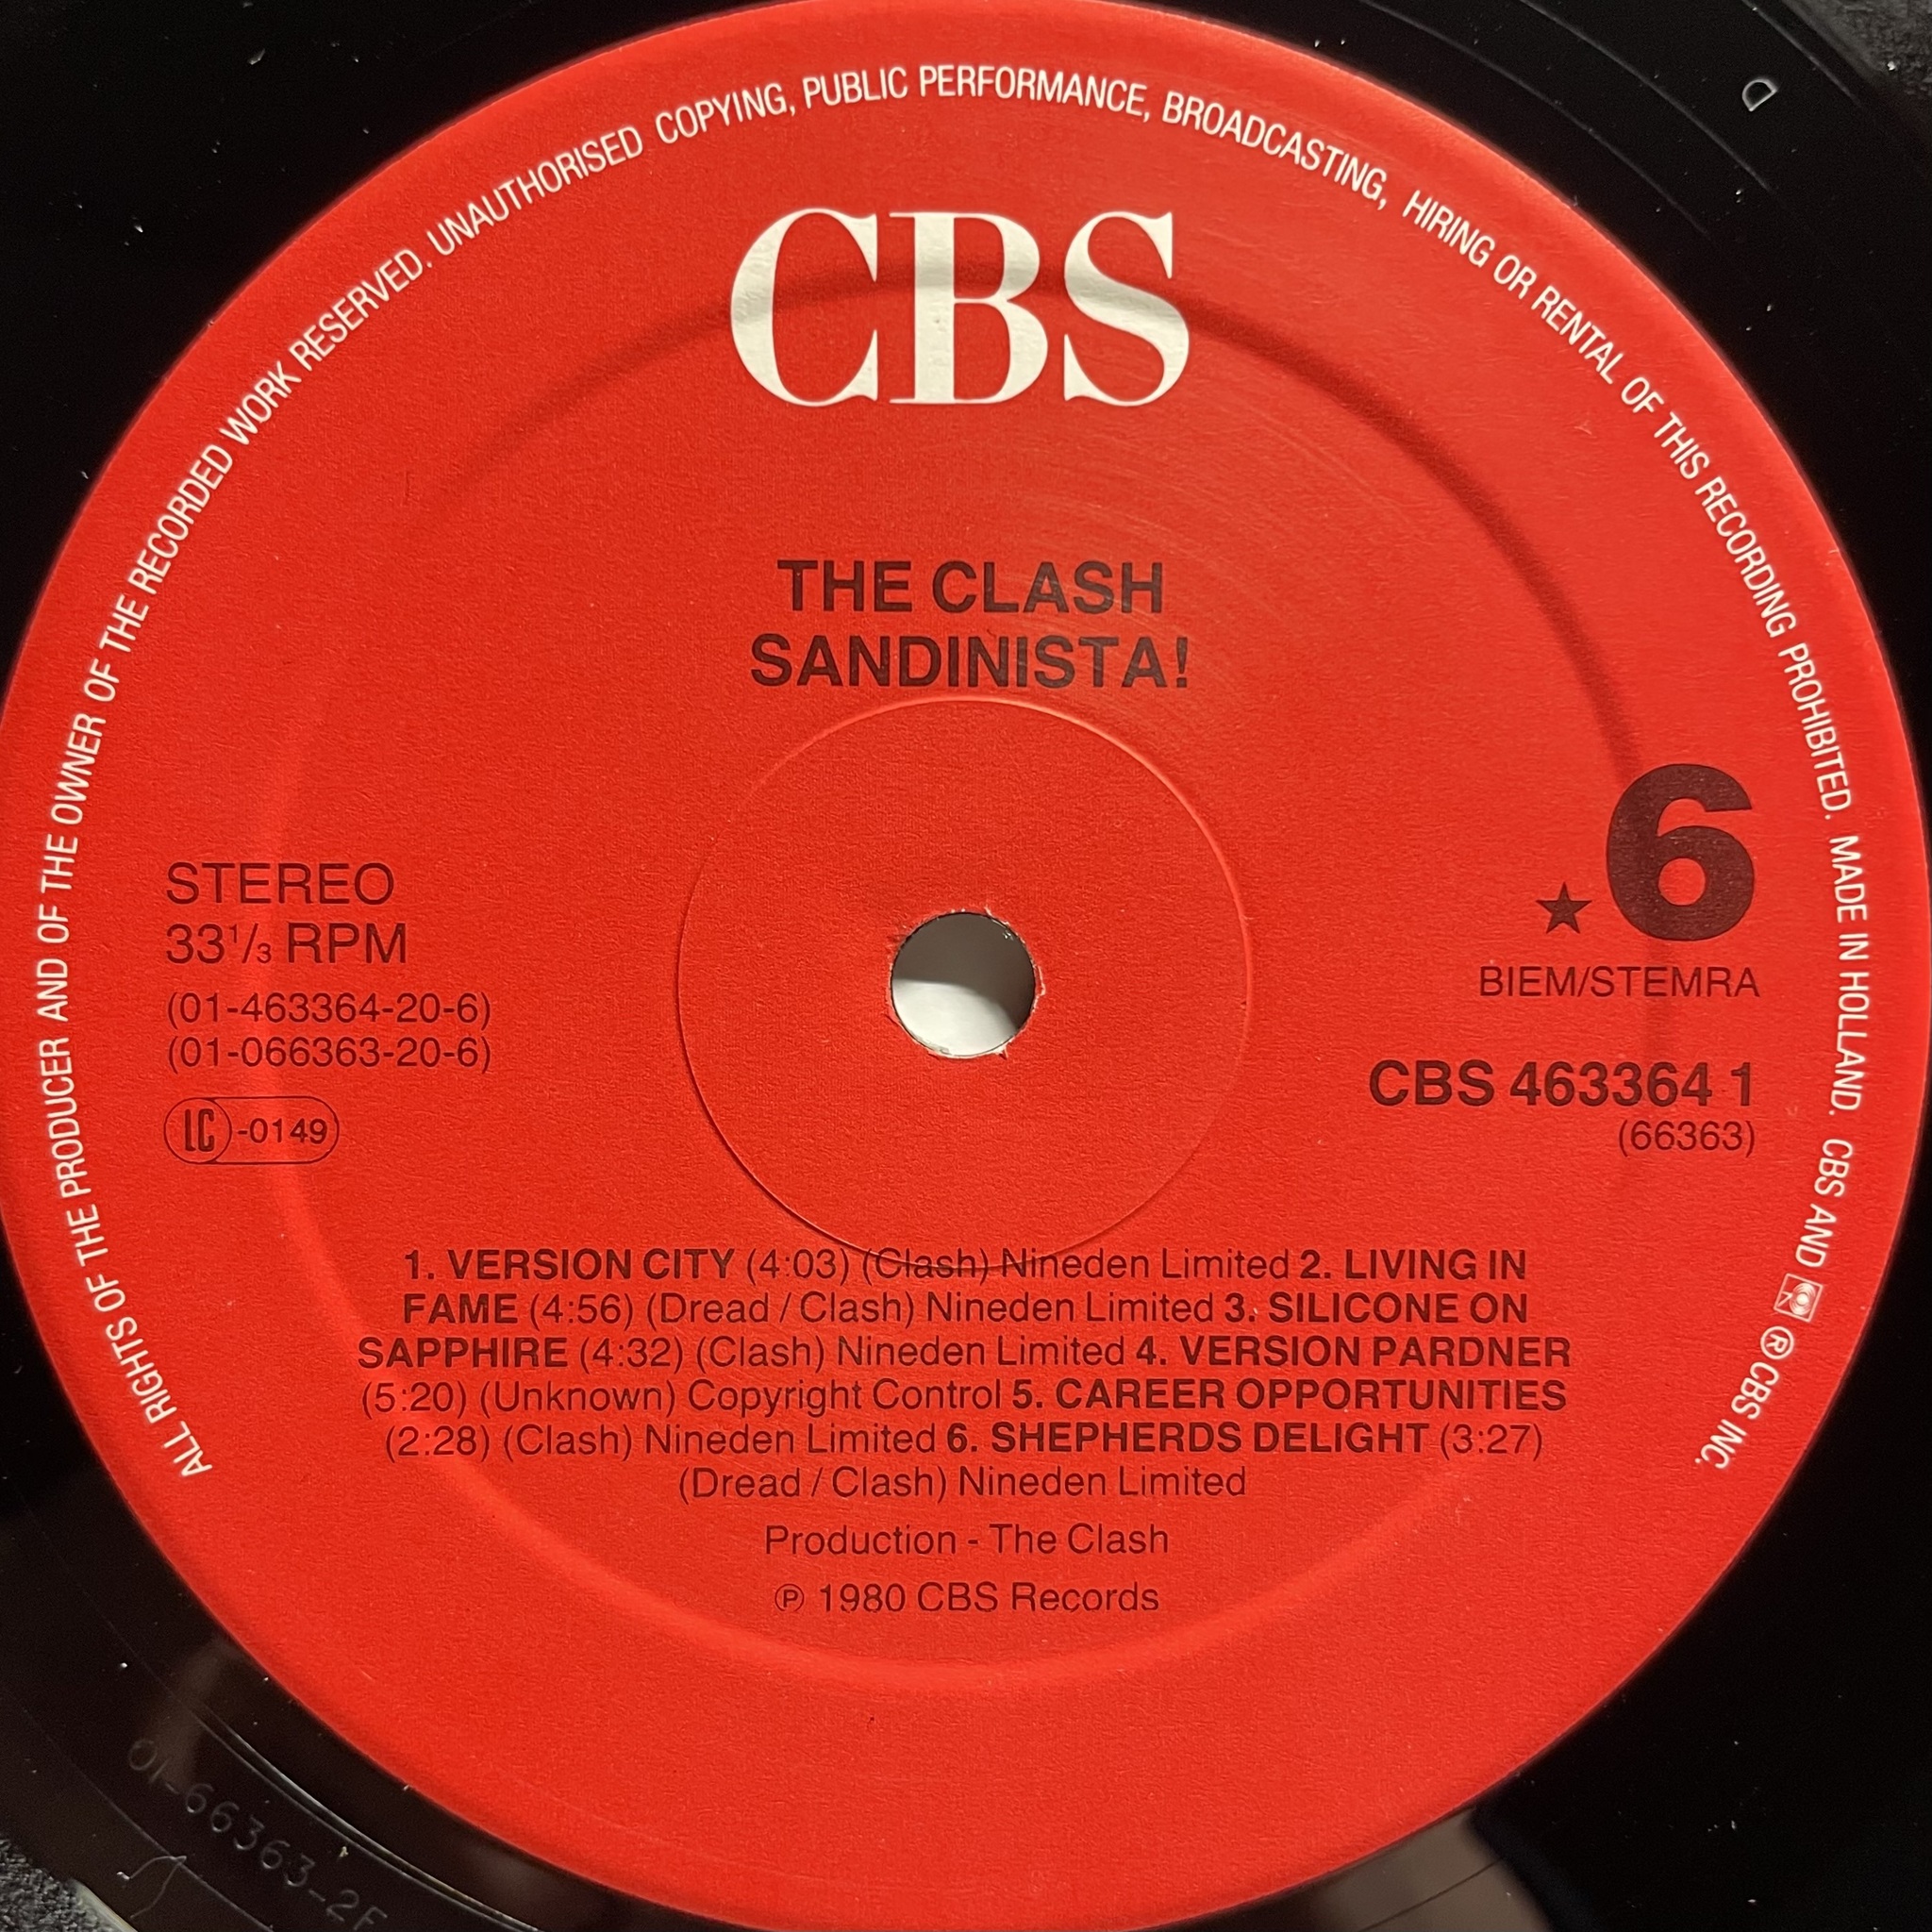 ALL RIGHTS OF THE PRODUCER AND OF THE OWNER OF THE RECORDED WORK RESERVED. UNAUTHORISED COPYING, PUBLIC PERFORMANCE, BROADCASTING, HIRING OR RENTAL OF THIS RECORDING PROHIBITED. MADE IN HOLLAND. CBS AND ® CBS INC.
CBS
THE CLASH
SANDINISTA!
STEREO
33 1/3 RPM
(01-463364-20-6)
(01-066363-20-6)
LC-0149
★6
BIEM/STEMRA
CBS 463364 1
(66363)
1. VERSION CITY (4:03) (Clash) Nineden Limited 2. LIVING IN
FAME (4:56) (Dread / Clash) Nineden Limited 3. SILICONE ON
SAPPHIRE (4:32) (Clash) Nineden Limited 4. VERSION PARDNER
(5:20) (Unknown) Copyright Control 5. CAREER OPPORTUNITIES
(2:28) (Clash) Nineden Limited 6. SHEPHERDS DELIGHT (3:27)
(Dread / Clash) Nineden Limited
Production - The Clash
℗ 1980 CBS Records
D
01-66363-2F